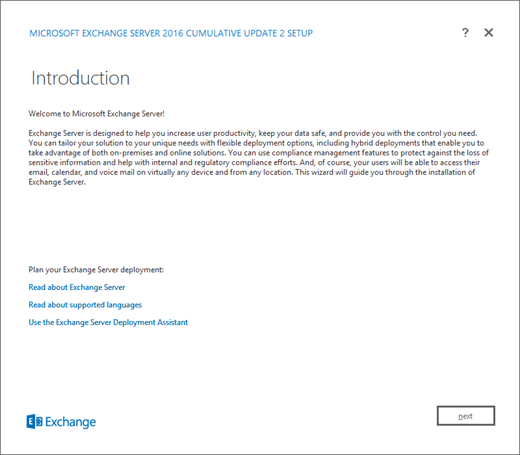 MICROSOFT EXCHANGE SERVER 2016 CUMULATIVE UPDATE 2 SETUP
?
Introduction
Welcome to Microsoft Exchange Server!
Exchange Server is designed to help you increase user productivity, keep your data safe, and provide you with the control you need.
You can tailor your solution to your unique needs with flexible deployment options, including hybrid deployments that enable you to
take advantage of both on-premises and online solutions. You can use compliance management features to protect against the loss of
sensitive information and help with internal and regulatory compliance efforts. And, of course, your users will be able to access their
email, calendar, and voice mail on virtually any device and from any location. This wizard will guide you through the installation of
Exchange Server.
Plan your Exchange Server deployment:
Read about Exchange Server
Read about supported languages
Use the Exchange Server Deployment Assistant
E Exchange
next